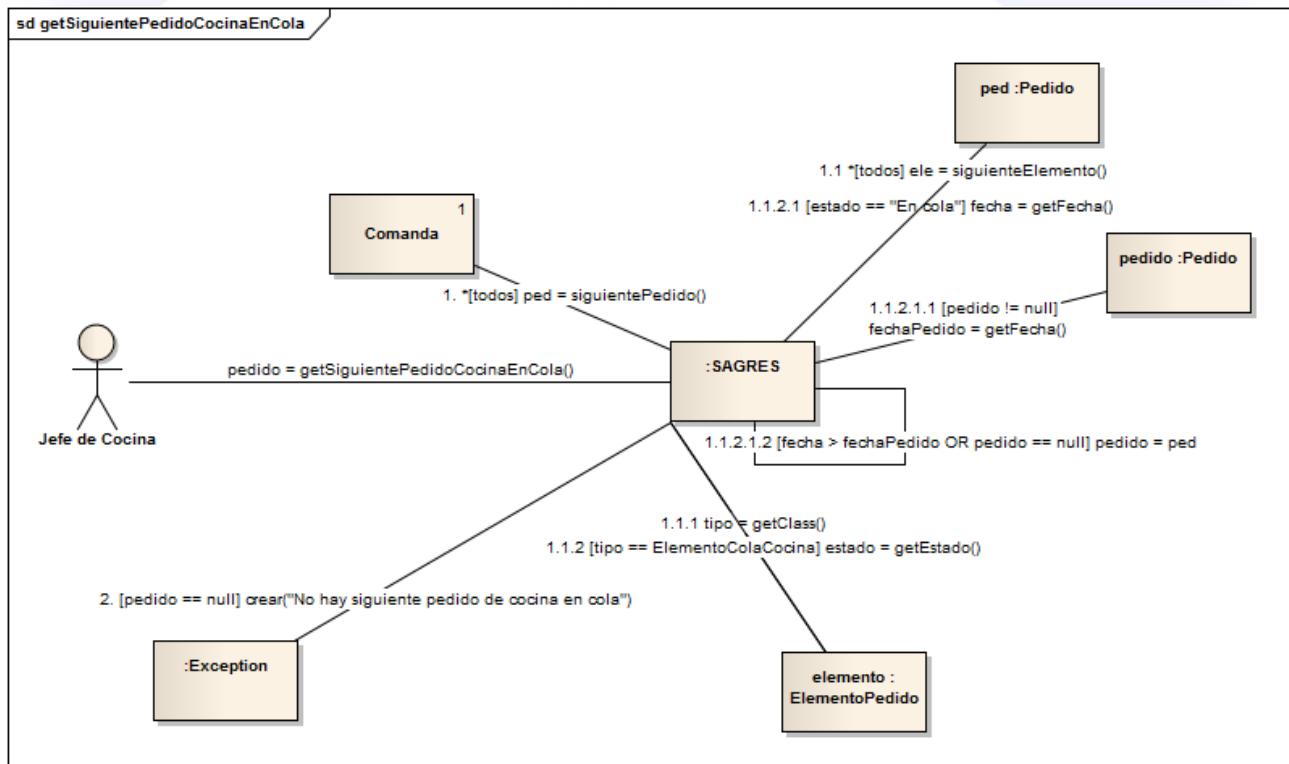 sd getSiguientePedidoCocinaEnCola
ped :Pedido
1.1 *[todos] ele = siguienteElemento()
1.1.2.1 [estado == "En cola"] fecha = getFecha()
1
Comanda
pedido :Pedido
1. *[todos] ped = siguientePedido()
1.1.2.1.1 [pedido != null]
fechaPedido = getFecha()
:SAGRES
pedido = getSiguientePedidoCocinaEnCola()
Jefe de Cocina
1.1.2.1.2 [fecha > fechaPedido OR pedido == null] pedido = ped
1.1.1 tipo = getClass()
1.1.2 [tipo == ElementoColaCocina] estado = getEstado()
2. [pedido == null] crear("No hay siguiente pedido de cocina en cola")
:Exception
elemento :
ElementoPedido